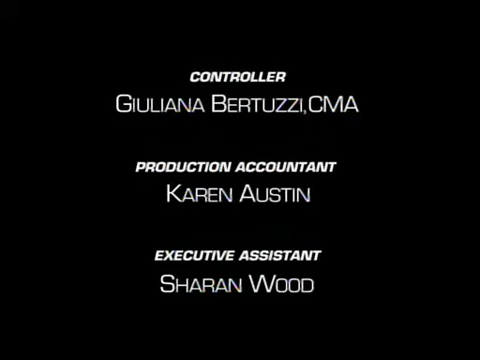 CONTROLLER
GIULIANA BERTUZZI, CMA
PRODUCTION ACCOUNTANT
KAREN AUSTIN
EXECUTIVE ASSISTANT
SHARAN WOOD